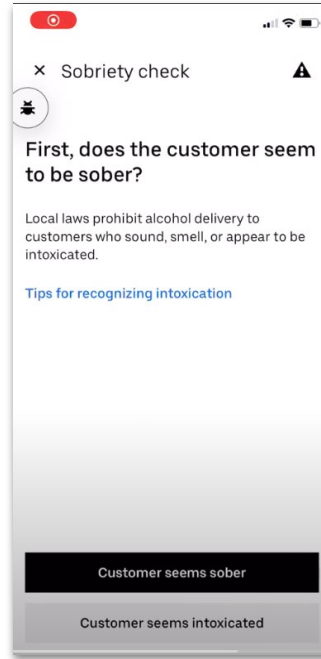 Sobriety check
First, does the customer seem
to be sober?
Local laws prohibit alcohol delivery to
customers who sound, smell, or appear to be
intoxicated.
Tips for recognizing intoxication
Customer seems sober
Customer seems intoxicated